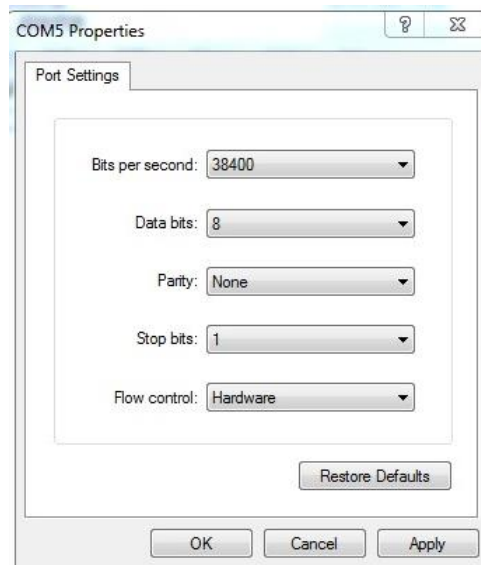 COM5 Properties
Port Settings
Bits per second: 38400
Data bits: 8
Parity: None
Stop bits: 1
Flow control: Hardware
Restore Defaults
OK Cancel Apply